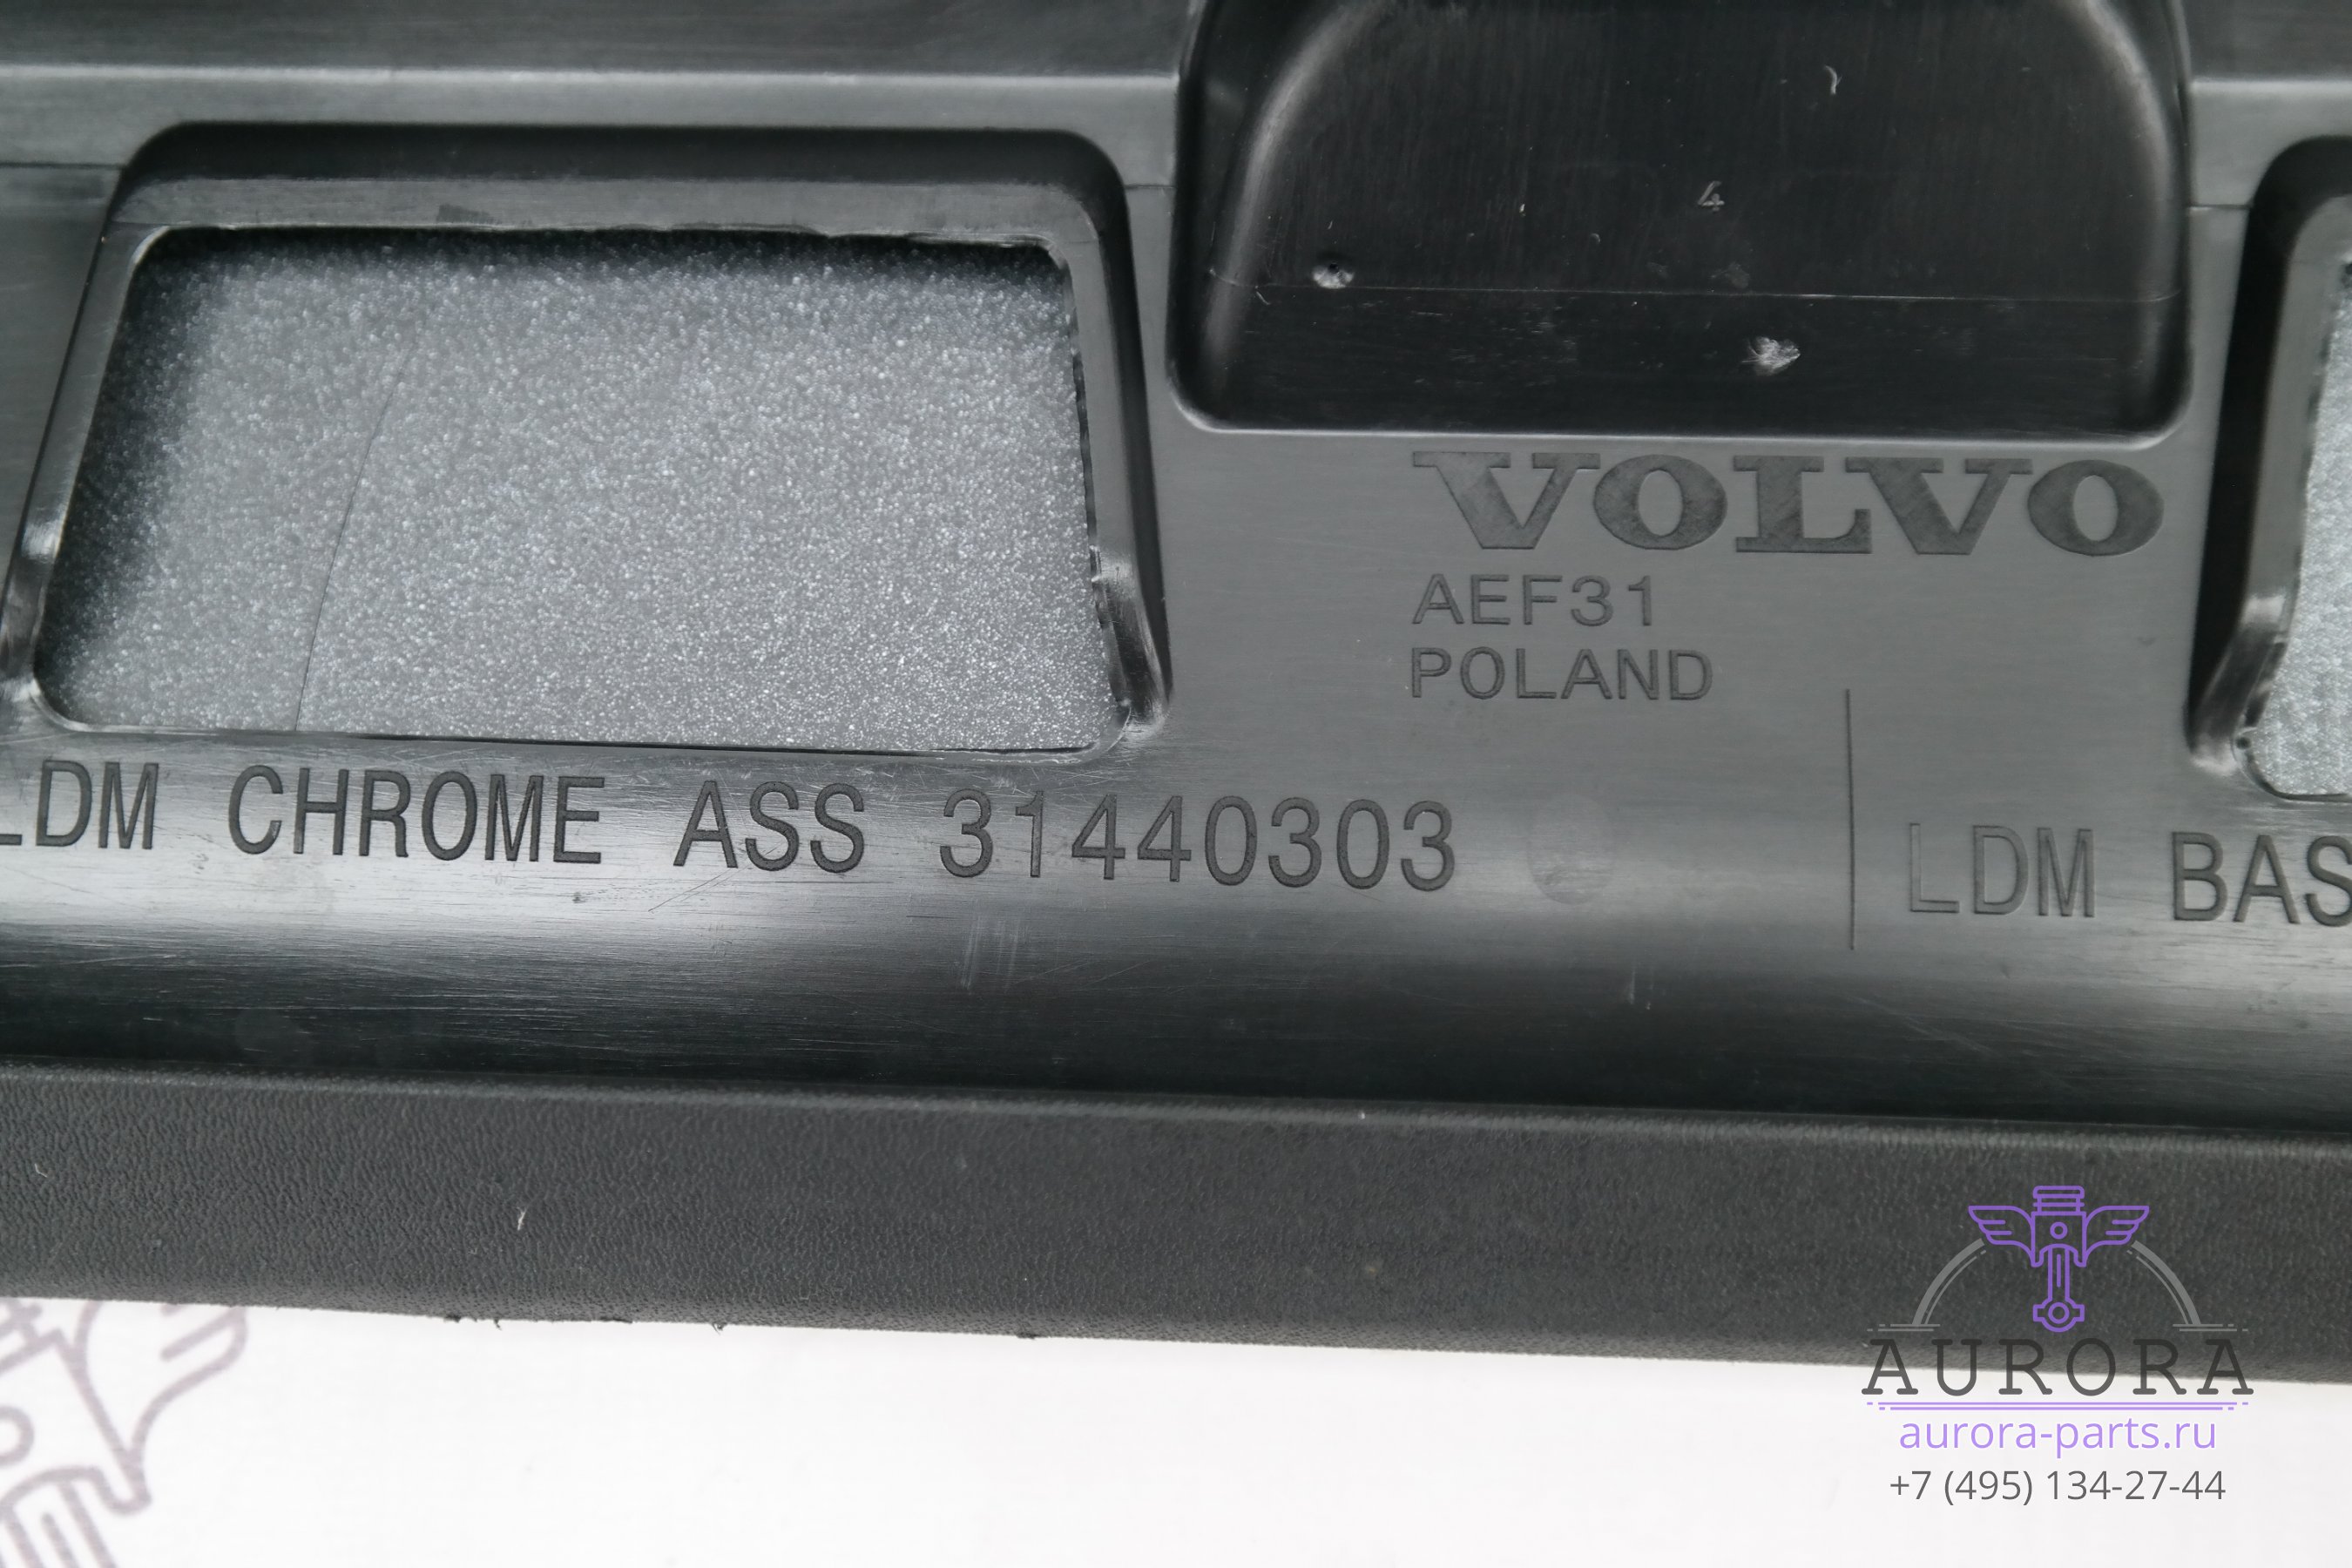 4
VOLVO
AEF31
POLAND
LDM CHROME ASS 31440303
LDM BAS
AURORA
aurora-parts.ru
+7 (495) 134-27-44